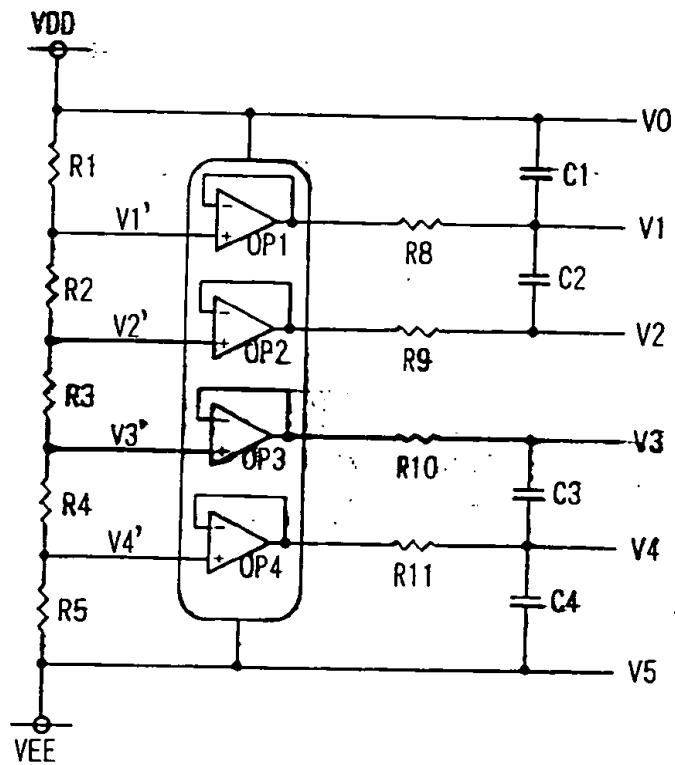 VDD
V0
R1
C1
V1'
- +
OP1
R8
V1
R2
C2
V2'
- +
OP2
R9
V2
R3
V3'
- +
OP3
R10
V3
R4
C3
V4'
- +
OP4
R11
V4
R5
C4
V5
VEE